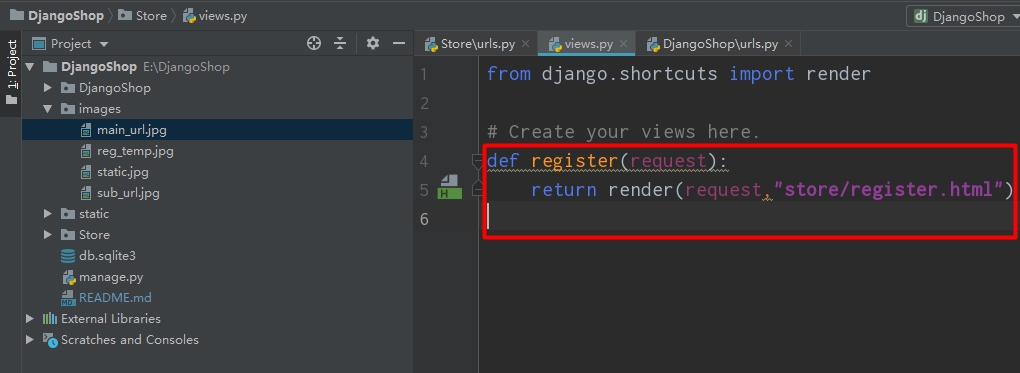 DjangoShop Store views.py DjangoShop
1: Project
Project
Store\urls.py views.py DjangoShop\urls.py
DjangoShop E:\DjangoShop
DjangoShop
images
main_url.jpg
reg_temp.jpg
static.jpg
sub_url.jpg
static
Store
db.sqlite3
manage.py
README.md
External Libraries
Scratches and Consoles
1 from django.shortcuts import render
2
3 # Create your views here.
4 def register(request):
5 return render(request,"store/register.html")
6